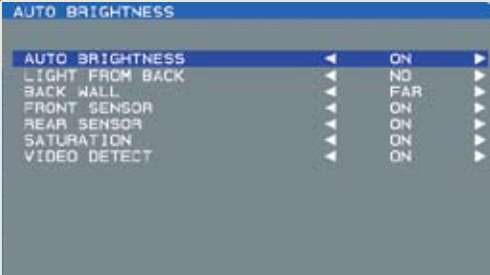 AUTO BRIGHTNESS
AUTO BRIGHTNESS ◀ ON ▶
LIGHT FROM BACK ◀ NO ▶
BACK WALL ◀ FAR ▶
FRONT SENSOR ◀ ON ▶
REAR SENSOR ◀ ON ▶
SATURATION ◀ ON ▶
VIDEO DETECT ◀ ON ▶